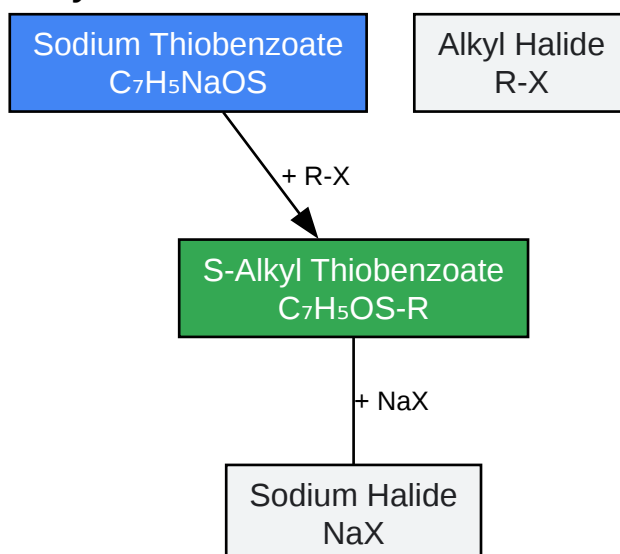 Sodium Thiobenzoate
C₇H₅NaOS
Alkyl Halide
R-X
+ R-X
S-Alkyl Thiobenzoate
C₇H₅OS-R
+ NaX
Sodium Halide
NaX